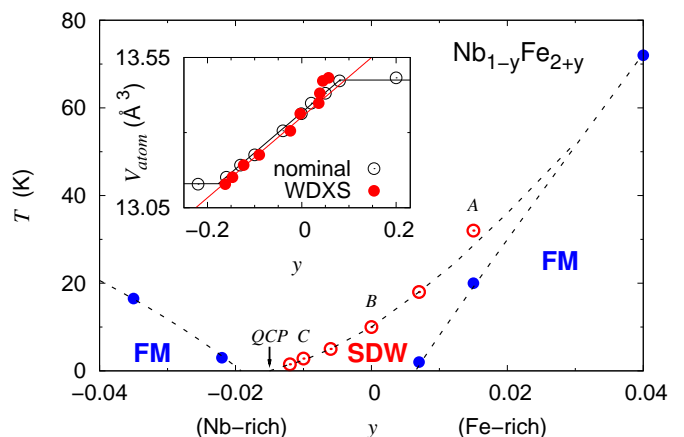 80
60
40
20
0
T (K)
Nb1−yFe2+y
13.55
13.05
Vatom (Å3)
nominal
WDXS
−0.2
0
0.2
y
A
B
C
QCP
FM
SDW
FM
−0.04
−0.02
0
0.02
0.04
(Nb−rich)
y
(Fe−rich)